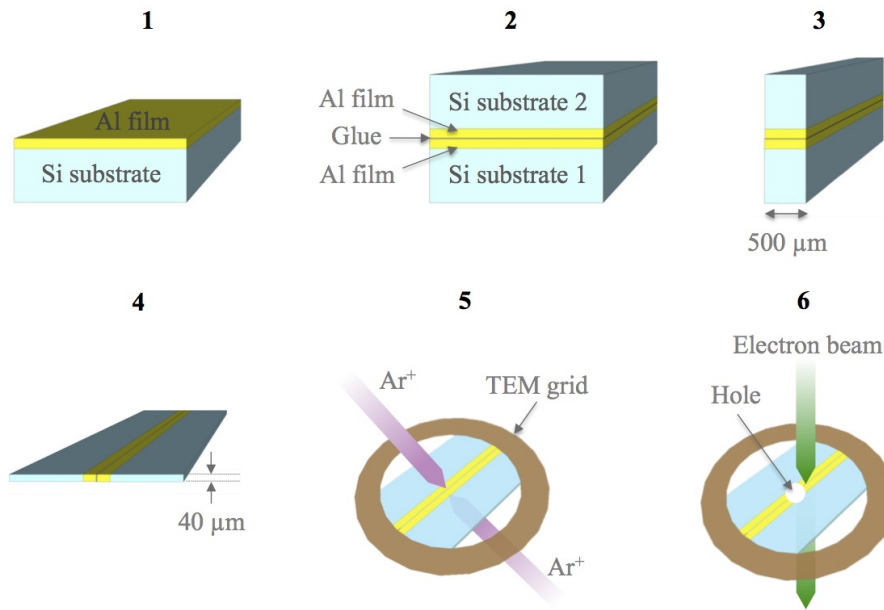 1
Al film
Si substrate
2
Al film
Glue
Al film
Si substrate 2
Si substrate 1
3
500 µm
4
40 µm
5
Ar⁺
TEM grid
Ar⁺
6
Electron beam
Hole